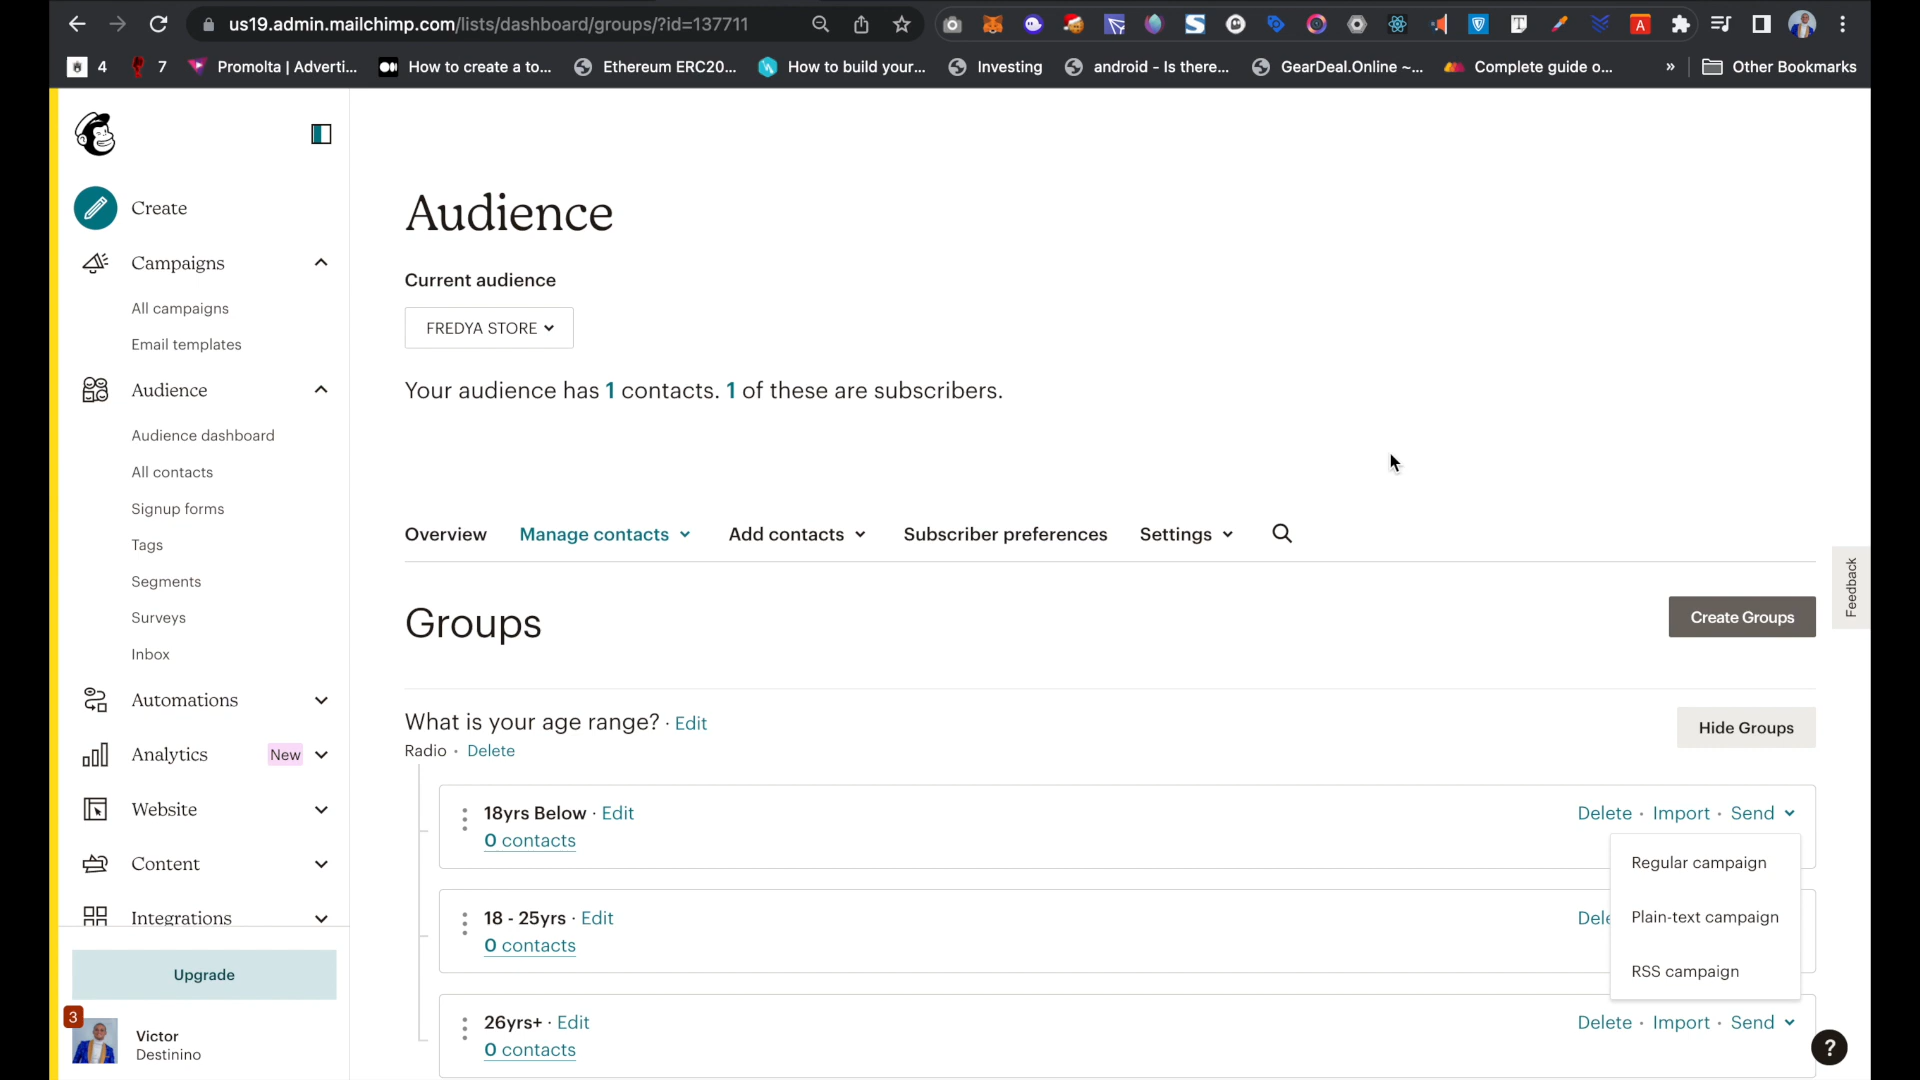 us19.admin.mailchimp.com/lists/dashboard/groups/?id=137711
4
7
Promolta | Adverti...
How to create a to...
Ethereum ERC20...
How to build your...
Investing
android - Is there...
GearDeal.Online ~...
Complete guide o...
»
Other Bookmarks
Create
Campaigns
All campaigns
Email templates
Audience
Audience dashboard
All contacts
Signup forms
Tags
Segments
Surveys
Inbox
Automations
Analytics New
Website
Content
Integrations
Upgrade
3
Victor
Destinino
Audience
Current audience
FREDYA STORE
Your audience has 1 contacts. 1 of these are subscribers.
Overview Manage contacts Add contacts Subscriber preferences Settings
Feedback
Groups
Create Groups
What is your age range? · Edit
Radio · Delete
Hide Groups
18yrs Below · Edit
0 contacts
Delete · Import · Send
Regular campaign
Plain-text campaign
RSS campaign
18 - 25yrs · Edit
0 contacts
Dele
26yrs+ · Edit
0 contacts
Delete · Import · Send
?